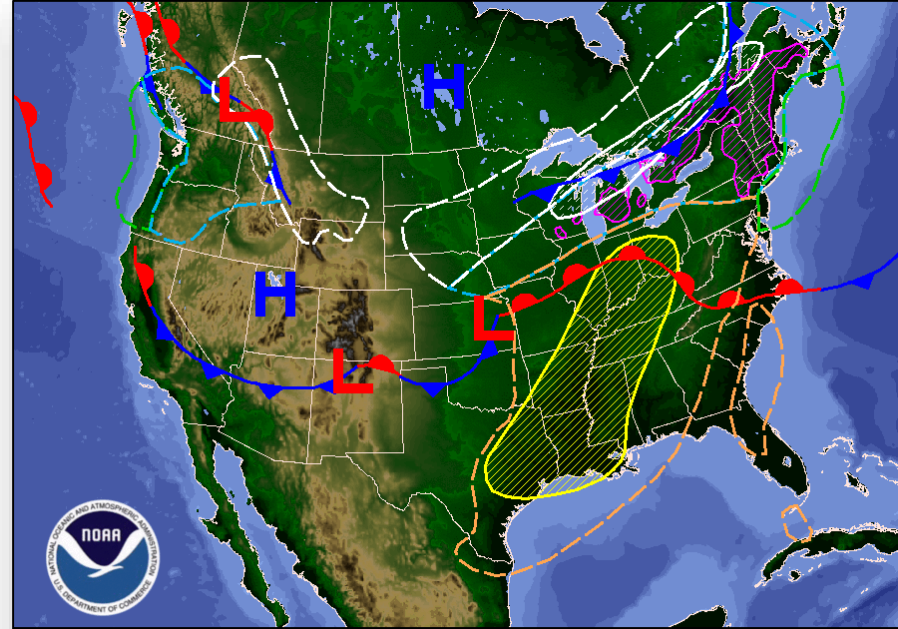 H
L
H
L
L
NATIONAL OCEANIC AND ATMOSPHERIC ADMINISTRATION
NOAA
U.S. DEPARTMENT OF COMMERCE